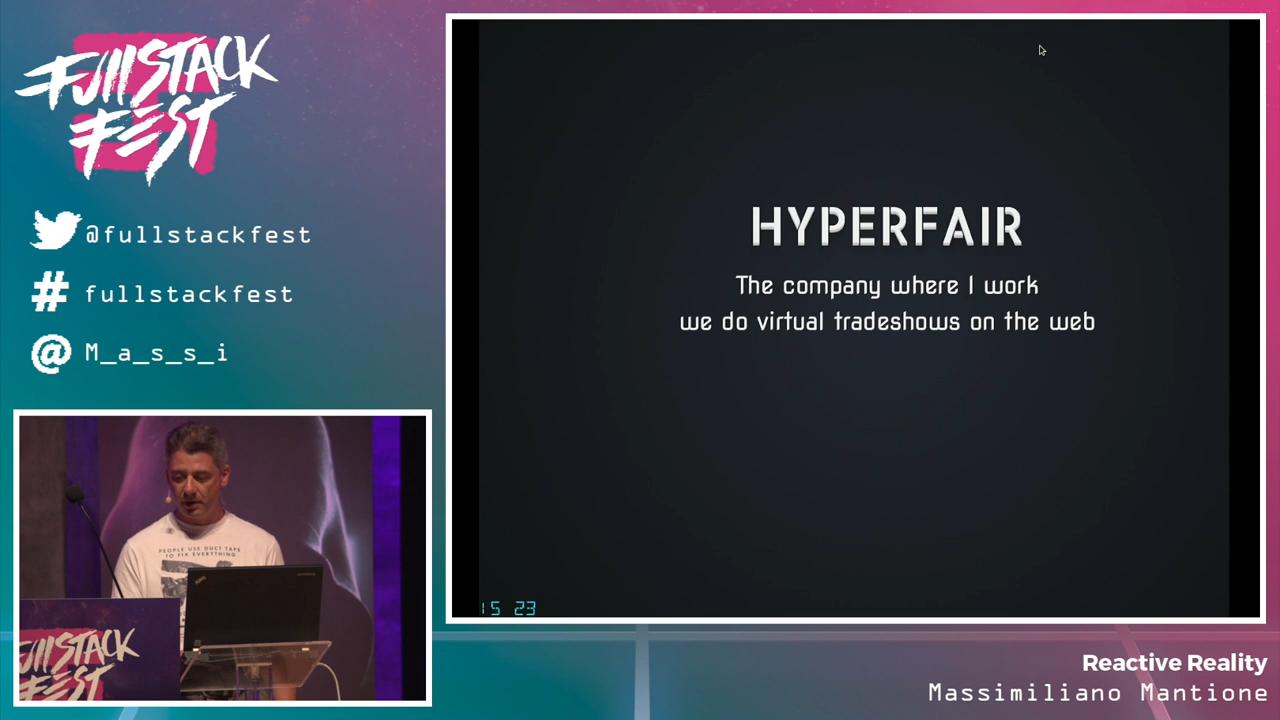 FullSTACK
FEST
@fullstackfest
# fullstackfest
@ M_a_s_s_i
HYPERFAIR
The company where I work
we do virtual tradeshows on the web
15 23
PEOPLE USE DUCT TAPE
TO FIX EVERYTHING
FullSTACK
FEST
Reactive Reality
Massimiliano Mantione